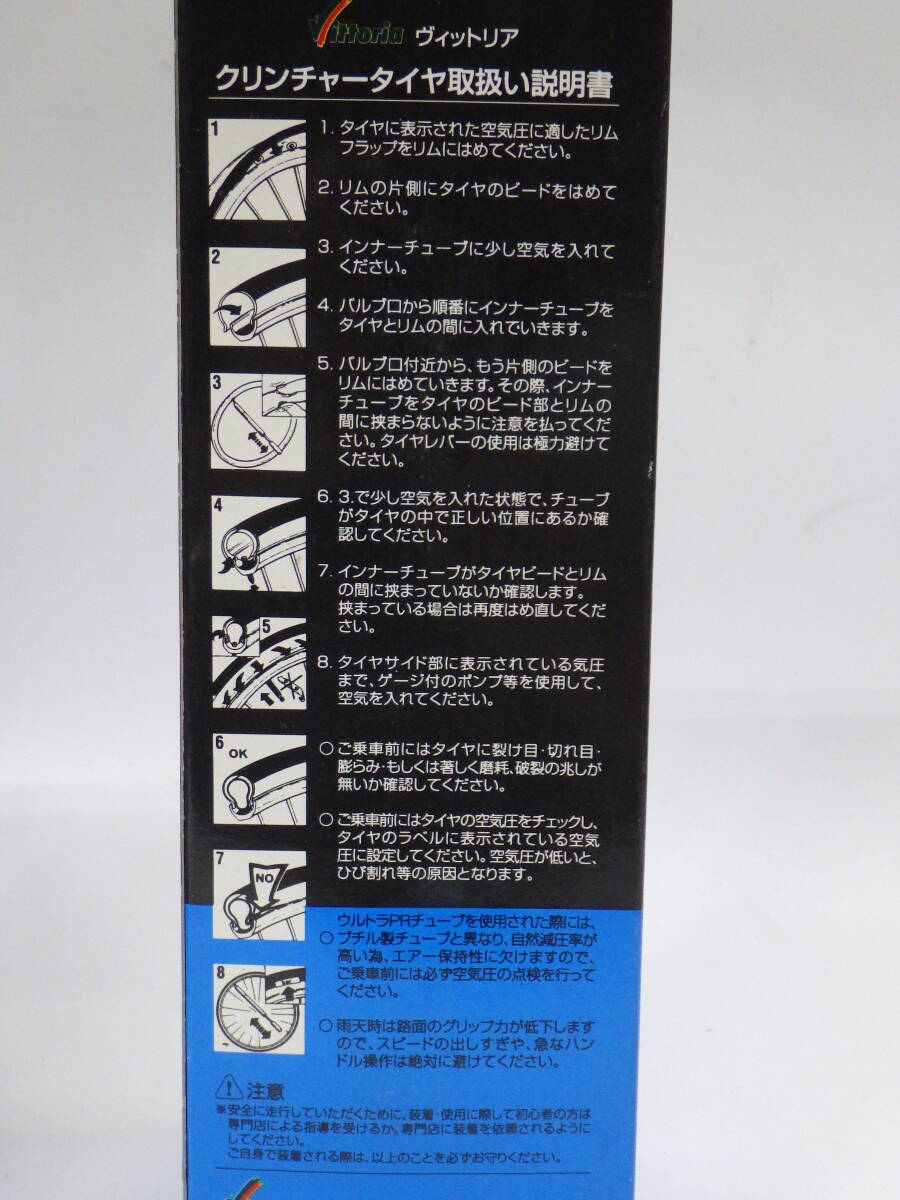 Vittoria ヴィットリア
クリンチャータイヤ取扱い説明書
1
1. タイヤに表示された空気圧に適したリム
フラップをリムにはめてください。
2. リムの片側にタイヤのビードをはめて
ください。
2
3. インナーチューブに少し空気を入れて
ください。
4. バルブ口から順番にインナーチューブを
タイヤとリムの間に入れていきます。
3
5. バルブ口付近から、もう片側のビードを
リムにはめていきます。その際、インナー
チューブをタイヤのビード部とリムの
間に挟まらないように注意を払ってくだ
さい。タイヤレバーの使用は極力避けて
ください。
4
6. 3.で少し空気を入れた状態で、チューブ
がタイヤの中で正しい位置にあるか確
認してください。
7. インナーチューブがタイヤビードとリム
の間に挟まっていないか確認します。
挟まっている場合は再度はめ直してくだ
さい。
5
8. タイヤサイド部に表示されている気圧
まで、ゲージ付のポンプ等を使用して、
空気を入れてください。
6
OK
○ご乗車前にはタイヤに裂け目・切れ目・
膨らみ・もしくは著しく磨耗、破裂の兆しが
無いか確認してください。
○ご乗車前にはタイヤの空気圧をチェックし、
タイヤのラベルに表示されている空気
圧に設定してください。空気圧が低いと、
ひび割れ等の原因となります。
7
NO
ウルトラPRチューブを使用された際には、
○ブチル製チューブと異なり、自然減圧率が
高い為、エアー保持性に欠けますので、
ご乗車前には必ず空気圧の点検を行って
ください。
8
○雨天時は路面のグリップ力が低下します
ので、スピードの出しすぎや、急なハン
ドル操作は絶対に避けてください。
注意
※安全に走行していただくために、装着・使用に際して初心者の方は
専門店による指導を受けるか。専門店に装着を依頼されるように
してください。
ご自身で装着される際は、以上のことを必ずお守りください。